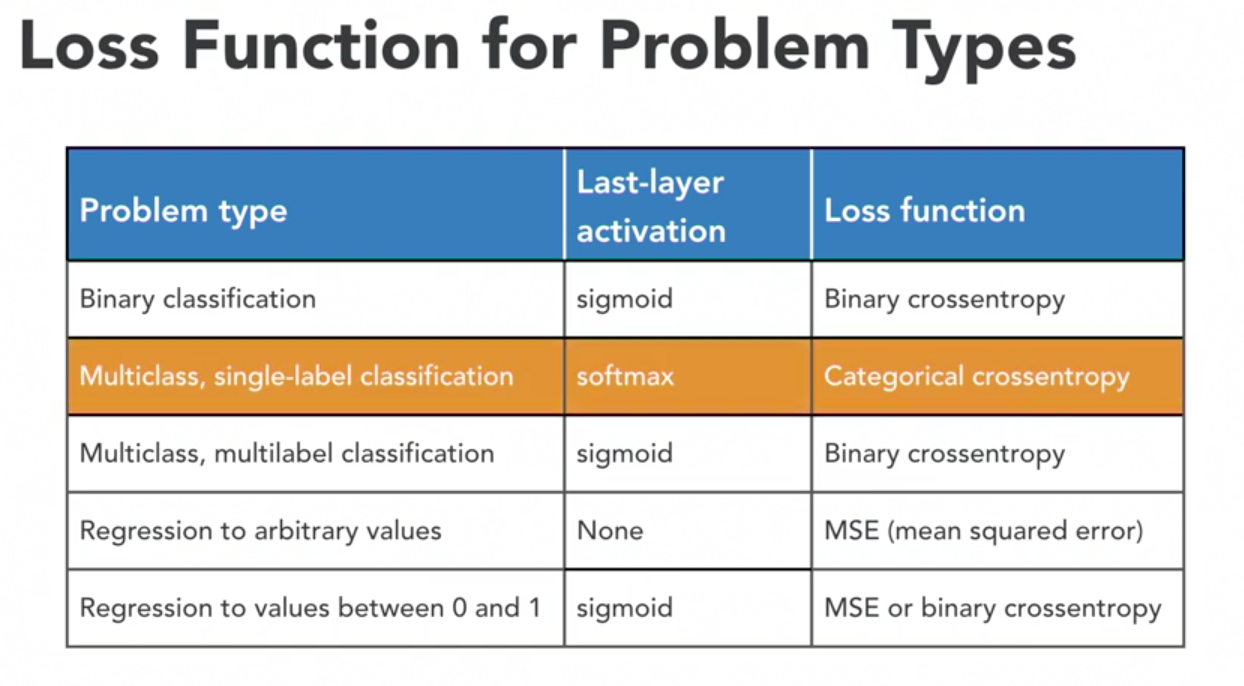 Loss Function for Problem Types
Problem type
Last-layer
activation
Loss function
Binary classification
sigmoid
Binary crossentropy
Multiclass, single-label classification
softmax
Categorical crossentropy
Multiclass, multilabel classification
sigmoid
Binary crossentropy
Regression to arbitrary values
None
MSE (mean squared error)
Regression to values between 0 and 1
sigmoid
MSE or binary crossentropy